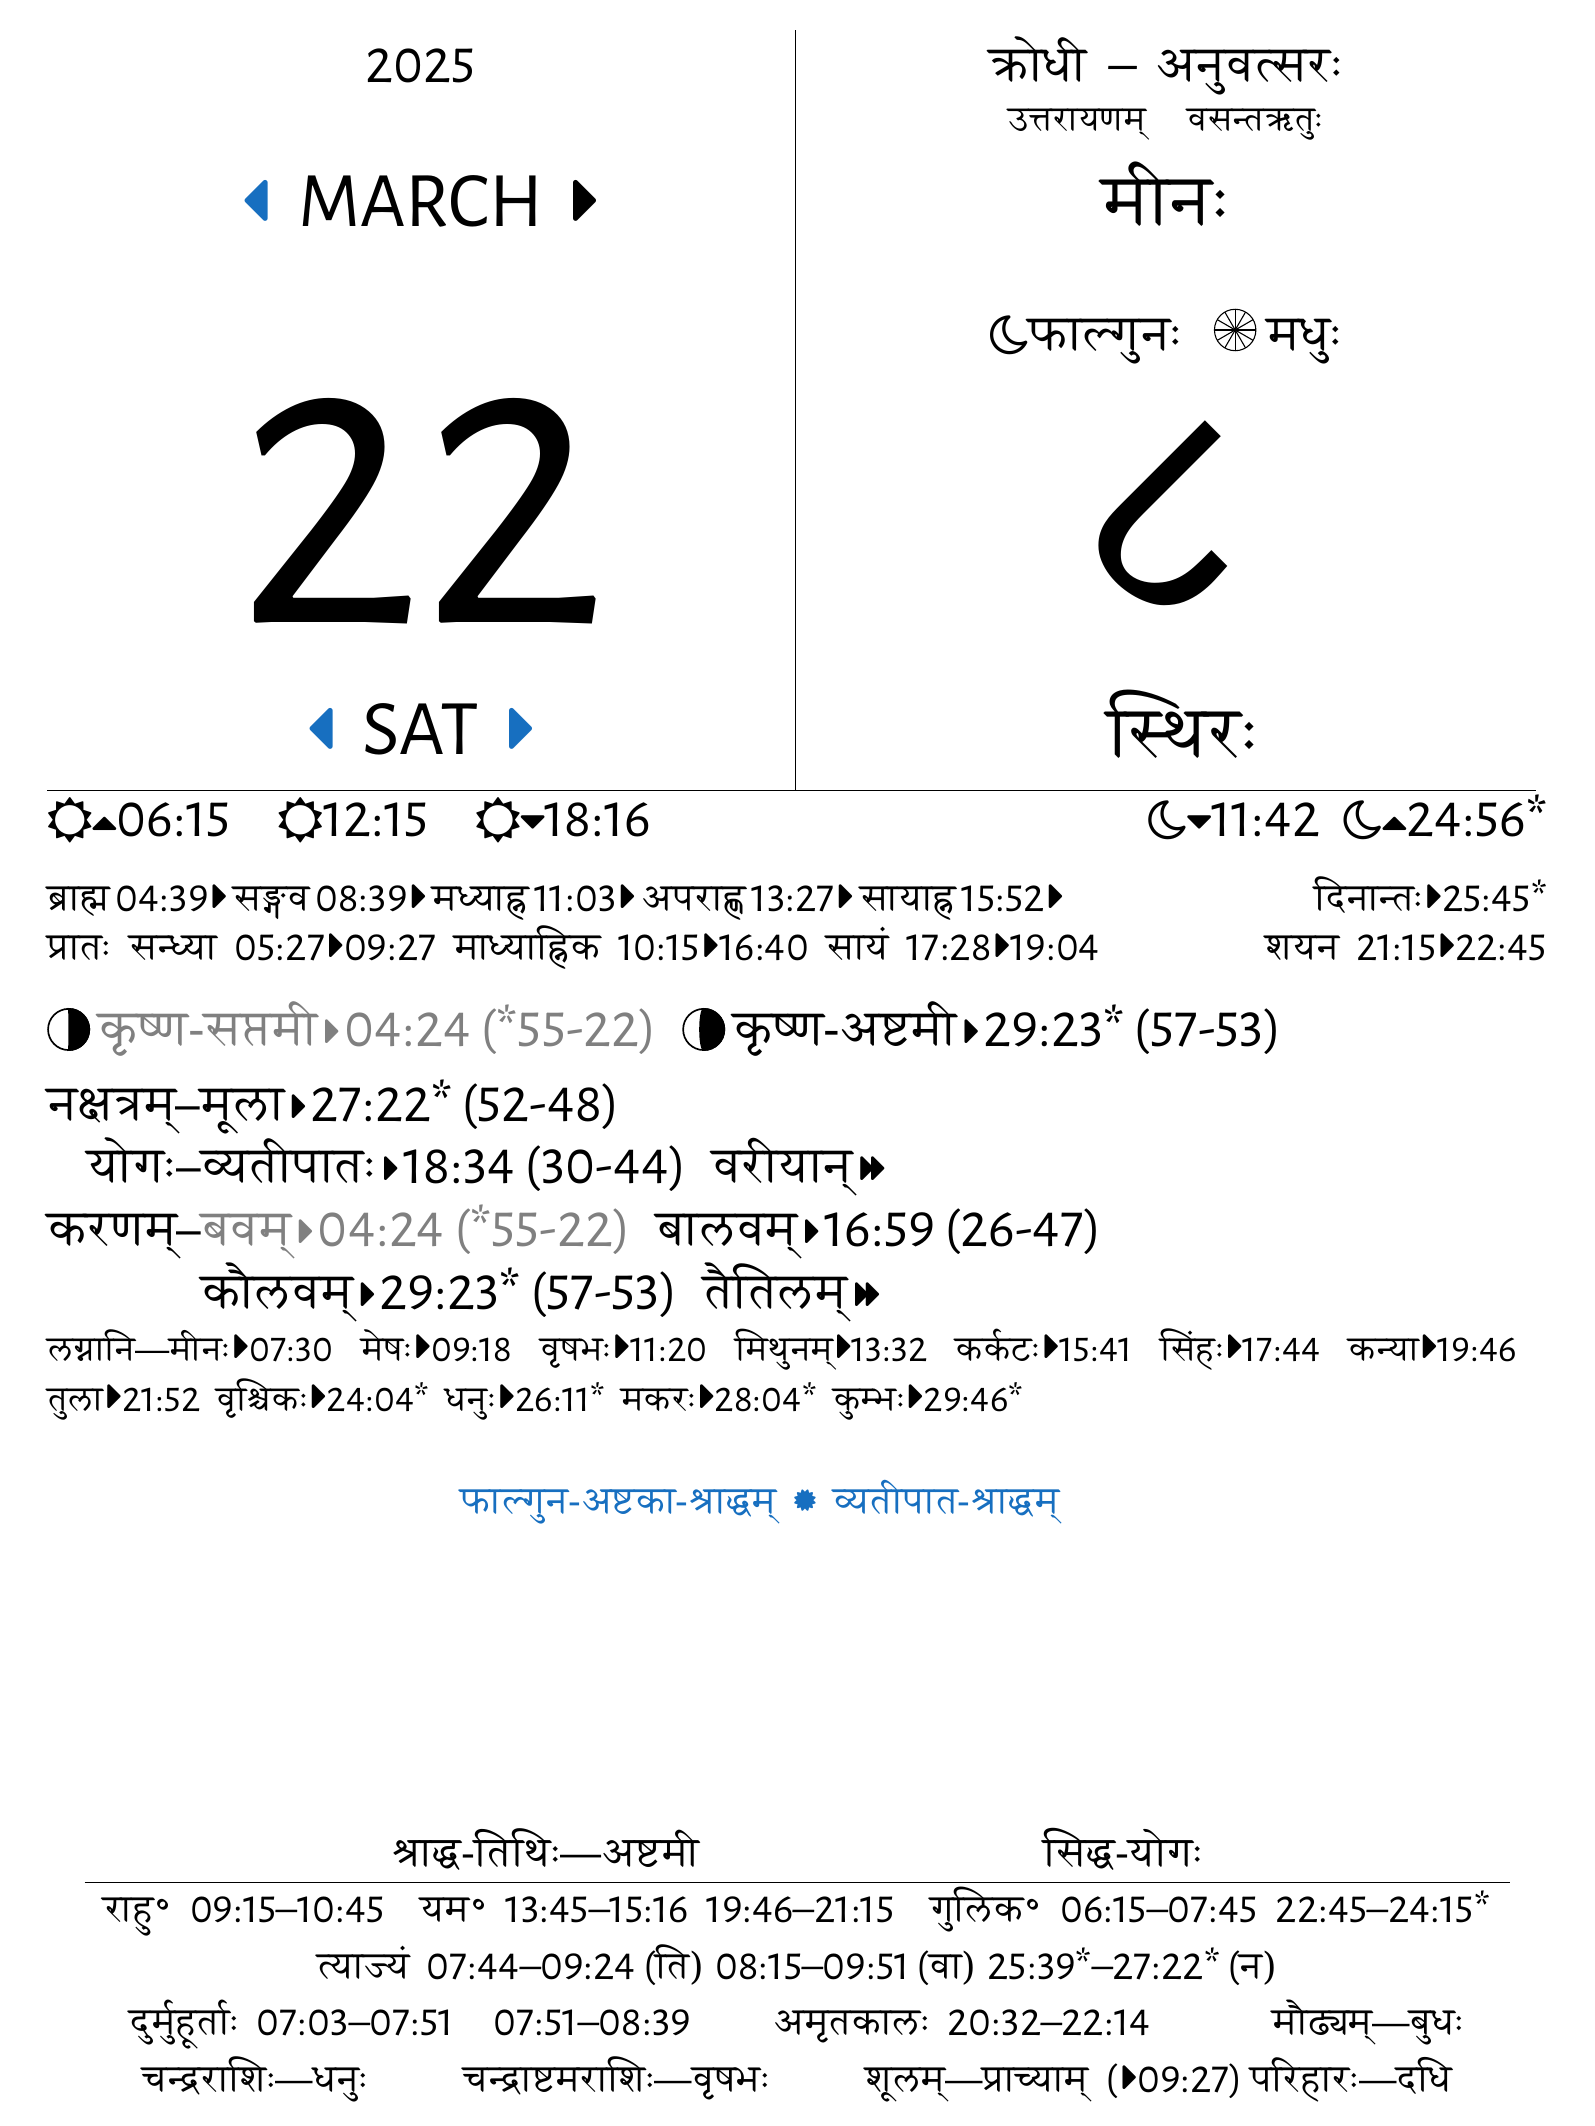 2025
MARCH
22
SAT
क्रोधी – अनुवत्सरः
उत्तरायणम् वसन्तऋतुः
मीनः
फाल्गुनः मधुः
८
स्थिरः
06:15 12:15 18:16 11:42 24:56*
ब्राह्म 04:39 सङ्गव 08:39 मध्याह्न 11:03 अपराह्ण 13:27 सायाह्न 15:52 दिनान्तः 25:45*
प्रातः सन्ध्या 05:27 09:27 माध्याह्निक 10:15 16:40 सायं 17:28 19:04 शयन 21:15 22:45
कृष्ण-सप्तमी 04:24 (*55-22) कृष्ण-अष्टमी 29:23* (57-53)
नक्षत्रम्–मूला 27:22* (52-48)
योगः–व्यतीपातः 18:34 (30-44) वरीयान्
करणम्–बवम् 04:24 (*55-22) बालवम् 16:59 (26-47)
कौलवम् 29:23* (57-53) तैतिलम्
लग्नानि—मीनः 07:30 मेषः 09:18 वृषभः 11:20 मिथुनम् 13:32 कर्कटः 15:41 सिंहः 17:44 कन्या 19:46
तुला 21:52 वृश्चिकः 24:04* धनुः 26:11* मकरः 28:04* कुम्भः 29:46*
फाल्गुन-अष्टका-श्राद्धम् व्यतीपात-श्राद्धम्
श्राद्ध-तिथिः—अष्टमी सिद्ध-योगः
राहु॰ 09:15–10:45 यम॰ 13:45–15:16 19:46–21:15 गुलिक॰ 06:15–07:45 22:45–24:15*
त्याज्यं 07:44–09:24 (ति) 08:15–09:51 (वा) 25:39*–27:22* (न)
दुर्मुहूर्ताः 07:03–07:51 07:51–08:39 अमृतकालः 20:32–22:14 मौढ्यम्—बुधः
चन्द्रराशिः—धनुः चन्द्राष्टमराशिः—वृषभः शूलम्—प्राच्याम् (09:27) परिहारः—दधि